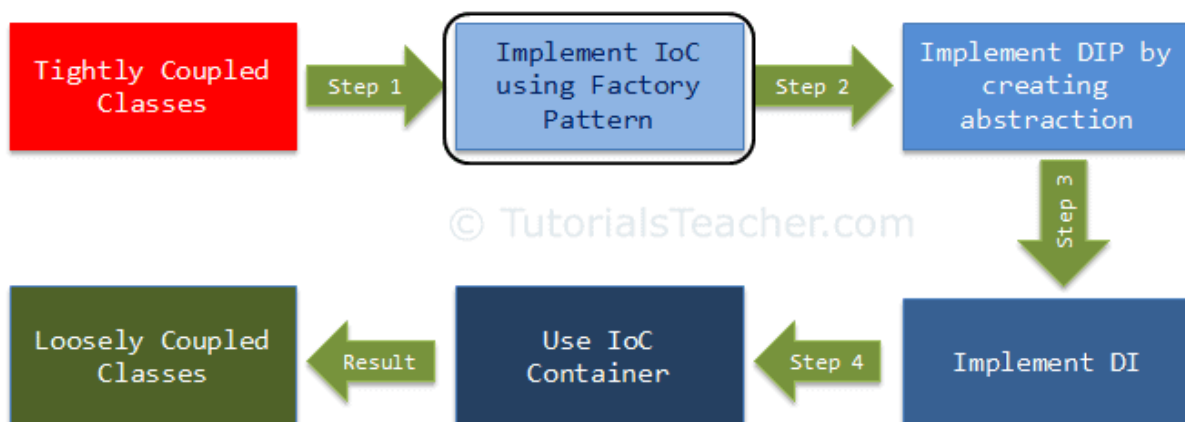 Tightly Coupled
Classes
Step 1
Implement IoC
using Factory
Pattern
Step 2
Implement DIP by
creating
abstraction
Step 3
© TutorialsTeacher.com
Implement DI
Step 4
Use IoC
Container
Result
Loosely Coupled
Classes